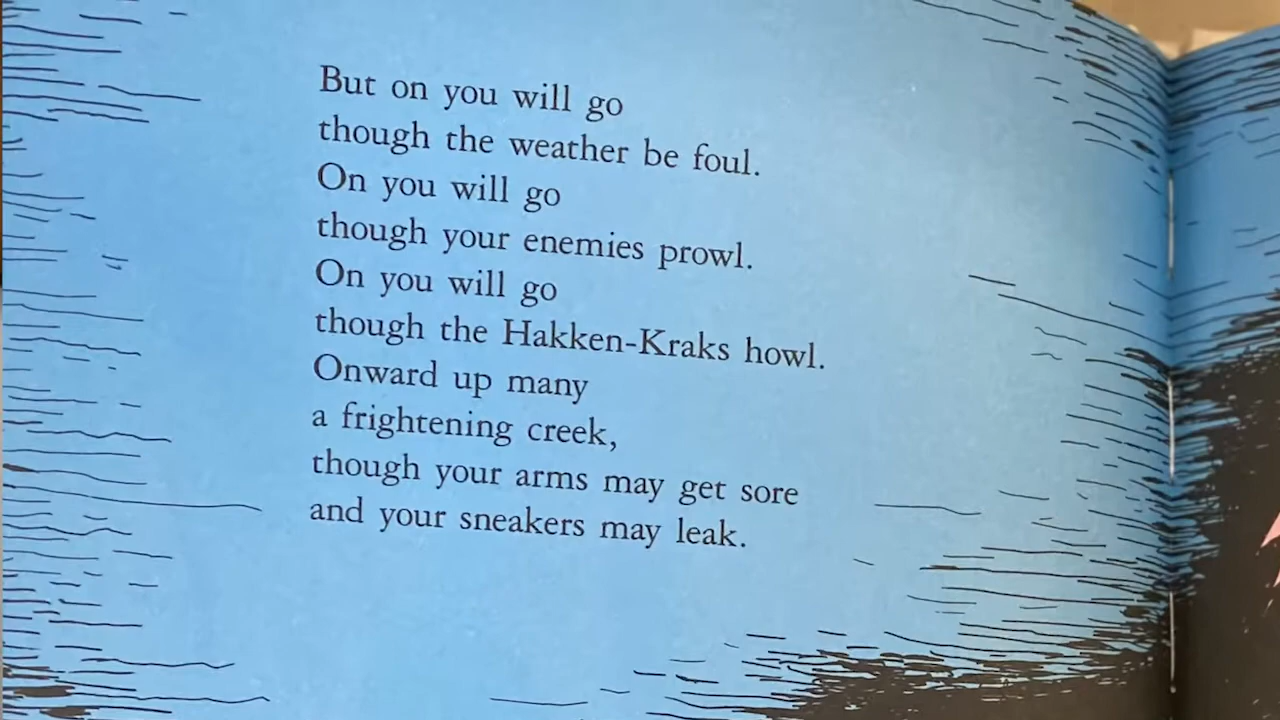 But on you will go
though the weather be foul.
On you will go
though your enemies prowl.
On you will go
though the Hakken-Kraks howl.
Onward up many
a frightening creek,
though your arms may get sore
and your sneakers may leak.